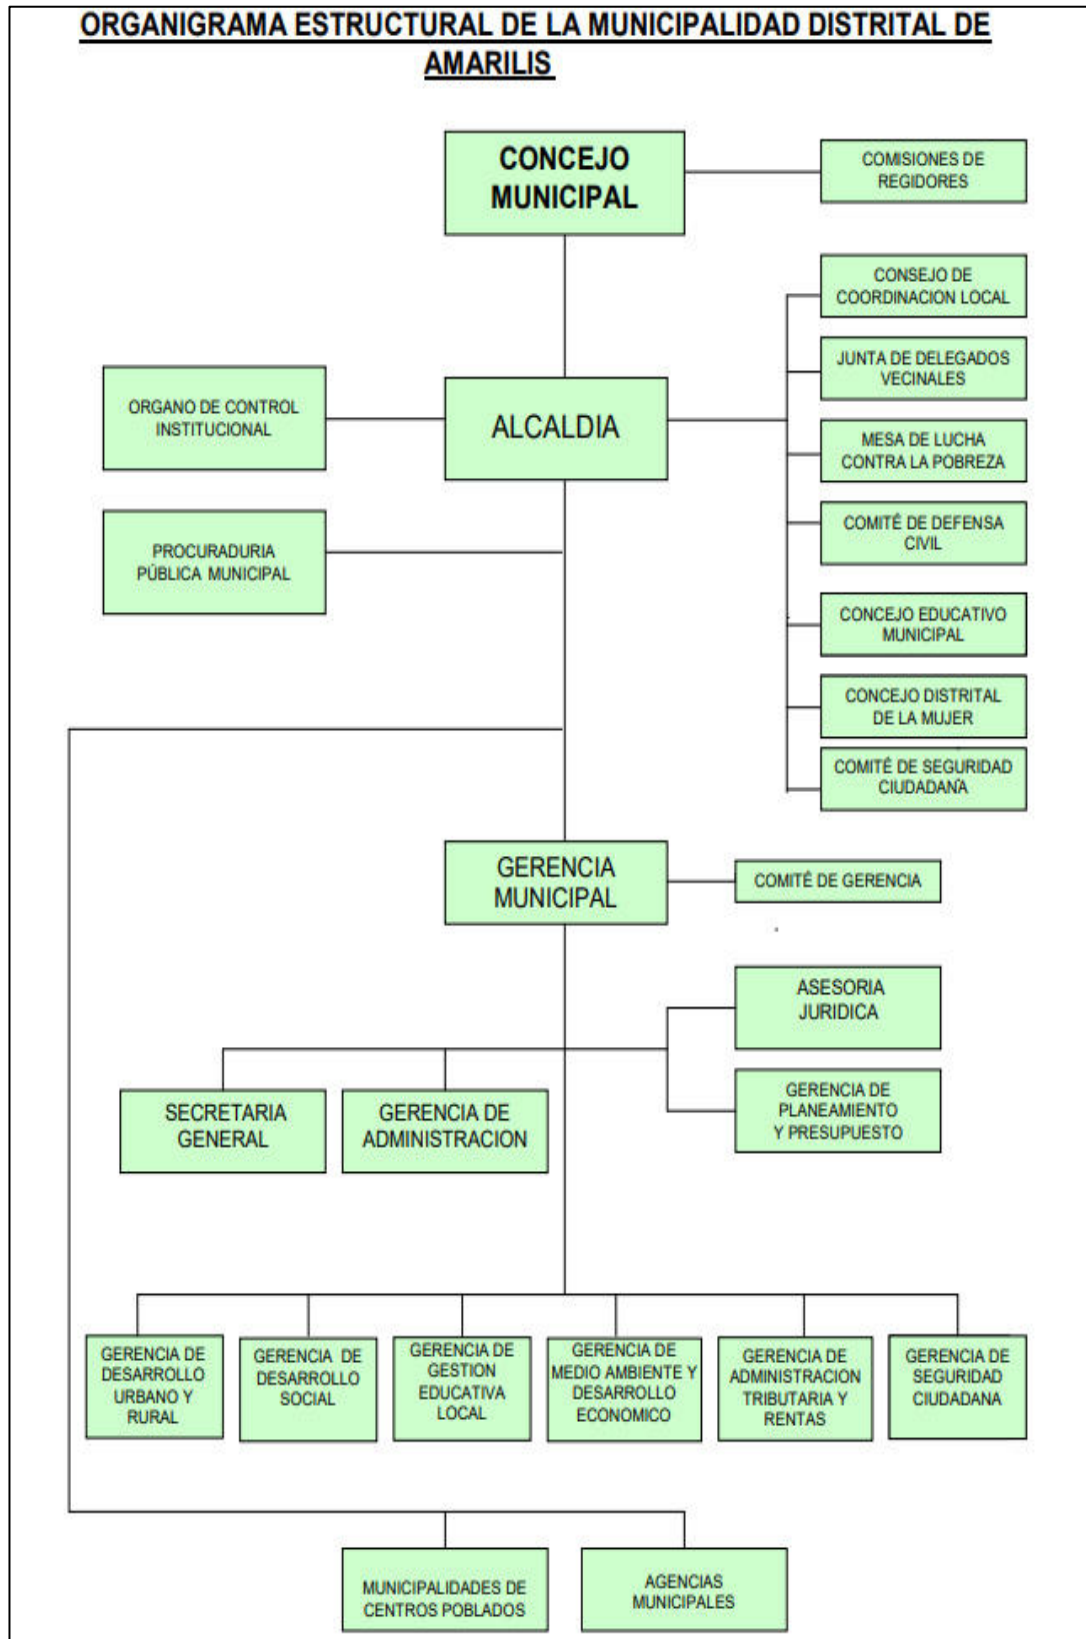 ORGANIGRAMA ESTRUCTURAL DE LA MUNICIPALIDAD DISTRITAL DE
AMARILIS
CONCEJO
MUNICIPAL
COMISIONES DE
REGIDORES
CONSEJO DE
COORDINACION LOCAL
JUNTA DE DELEGADOS
VECINALES
MESA DE LUCHA
CONTRA LA POBREZA
COMITÉ DE DEFENSA
CIVIL
CONCEJO EDUCATIVO
MUNICIPAL
CONCEJO DISTRITAL
DE LA MUJER
COMITÉ DE SEGURIDAD
CIUDADANA
ORGANO DE CONTROL
INSTITUCIONAL
ALCALDIA
PROCURADURIA
PÚBLICA MUNICIPAL
GERENCIA
MUNICIPAL
COMITÉ DE GERENCIA
ASESORIA
JURIDICA
GERENCIA DE
PLANEAMIENTO
Y PRESUPUESTO
SECRETARIA
GENERAL
GERENCIA DE
ADMINISTRACION
GERENCIA DE
DESARROLLO
URBANO Y
RURAL
GERENCIA DE
DESARROLLO
SOCIAL
GERENCIA DE
GESTION
EDUCATIVA
LOCAL
GERENCIA DE
MEDIO AMBIENTE Y
DESARROLLO
ECONOMICO
GERENCIA DE
ADMINISTRACION
TRIBUTARIA Y
RENTAS
GERENCIA DE
SEGURIDAD
CIUDADANA
MUNICIPALIDADES DE
CENTROS POBLADOS
AGENCIAS
MUNICIPALES